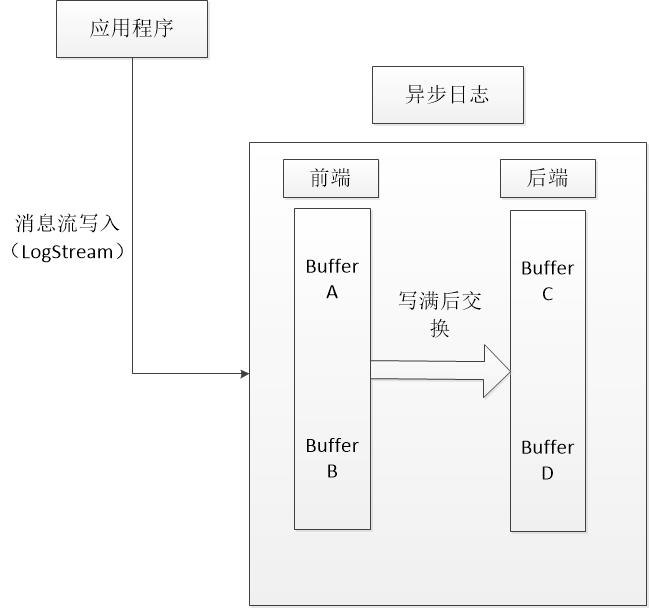 应用程序
异步日志
前端
后端
消息流写入
（LogStream）
Buffer
A
Buffer
C
写满后交
换
Buffer
B
Buffer
D